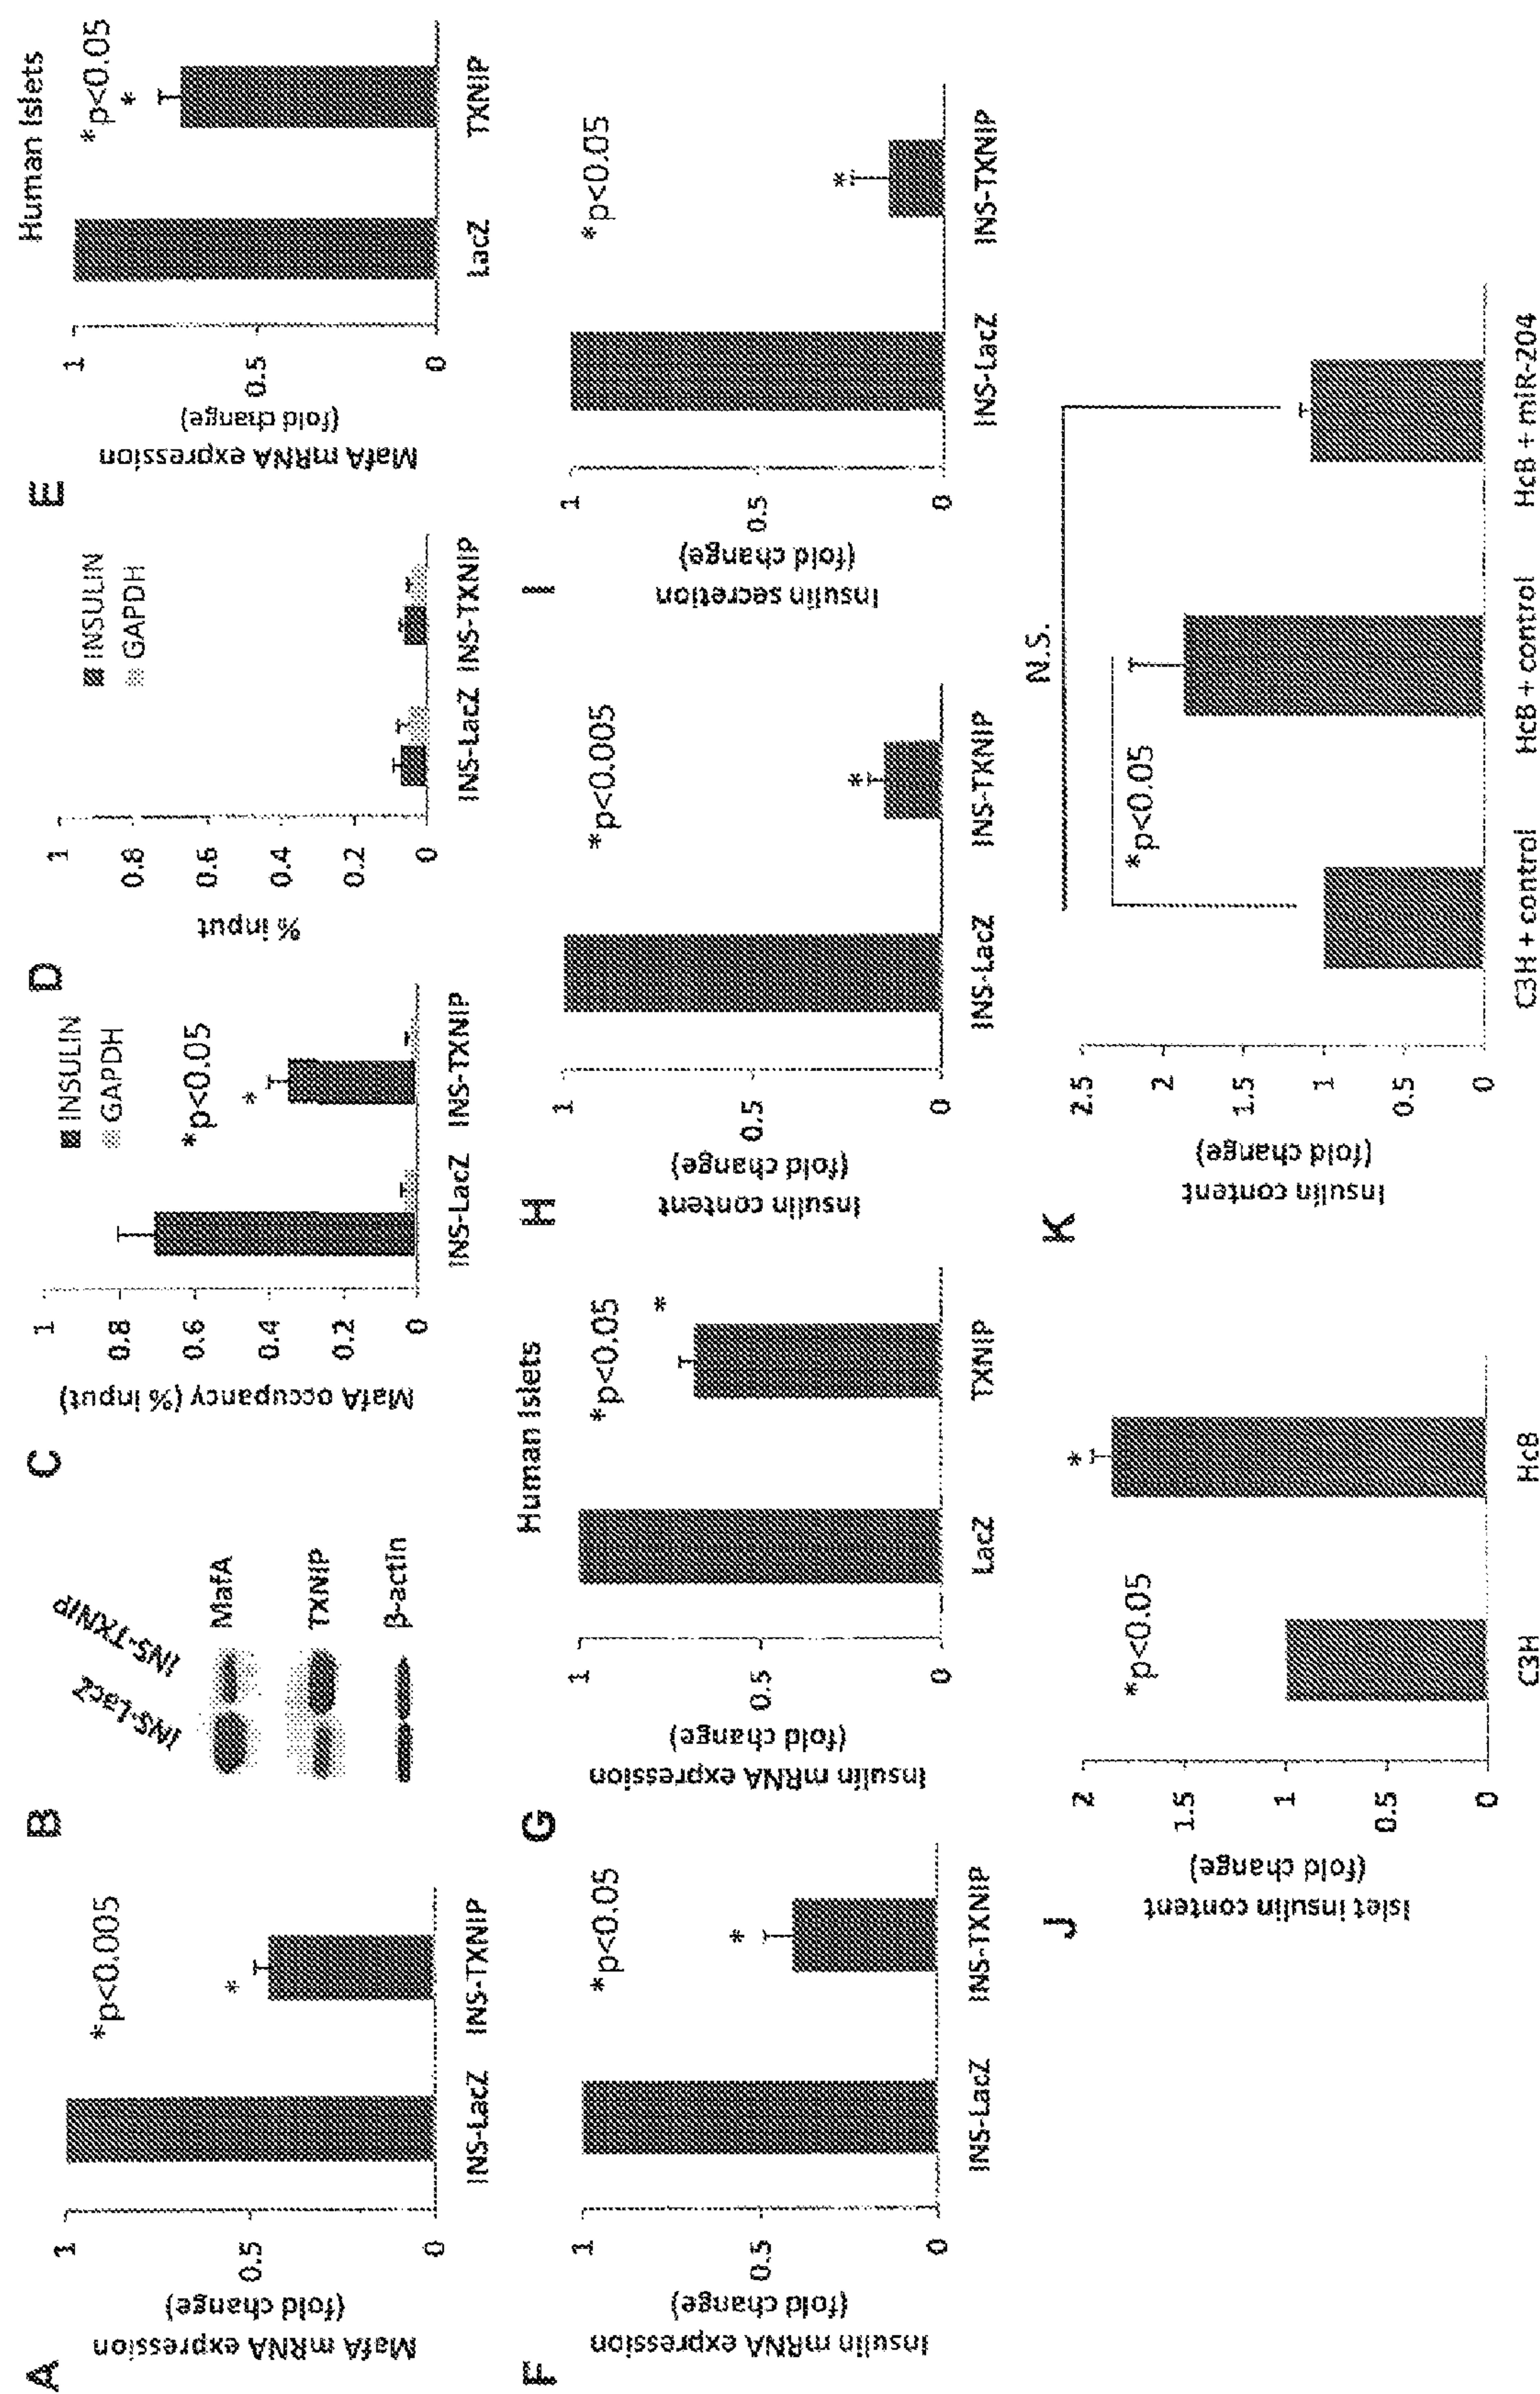 A
MafA mRNA expression
(fold change)
1
0.5
0
*p<0.005
*
INS-LacZ
INS-TXNIP
B
INS-LacZ
INS-TXNIP
MafA
TXNIP
β-actin
C
MafA occupancy (% input)
1
0.8
0.6
0.4
0.2
0
INSULIN
GAPDH
*p<0.05
*
INS-LacZ
INS-TXNIP
D
% input
1
0.8
0.6
0.4
0.2
0
INSULIN
GAPDH
INS-LacZ
INS-TXNIP
E
Human Islets
MafA mRNA expression
(fold change)
1
0.5
0
*p<0.05
*
LacZ
TXNIP
F
Insulin mRNA expression
(fold change)
1
0.5
0
*p<0.05
*
INS-LacZ
INS-TXNIP
G
Human Islets
Insulin mRNA expression
(fold change)
1
0.5
0
*p<0.05
*
LacZ
TXNIP
H
Insulin content
(fold change)
1
0.5
0
*p<0.005
*
INS-LacZ
INS-TXNIP
I
Insulin secretion
(fold change)
1
0.5
0
*p<0.05
*
INS-LacZ
INS-TXNIP
J
Islet insulin content
(fold change)
2
1.5
1
0.5
0
*p<0.05
*
C3H
HcB
K
Insulin content
(fold change)
2.5
2
1.5
1
0.5
0
N.S.
*p<0.05
C3H + control
HcB + control
HcB + miR-204